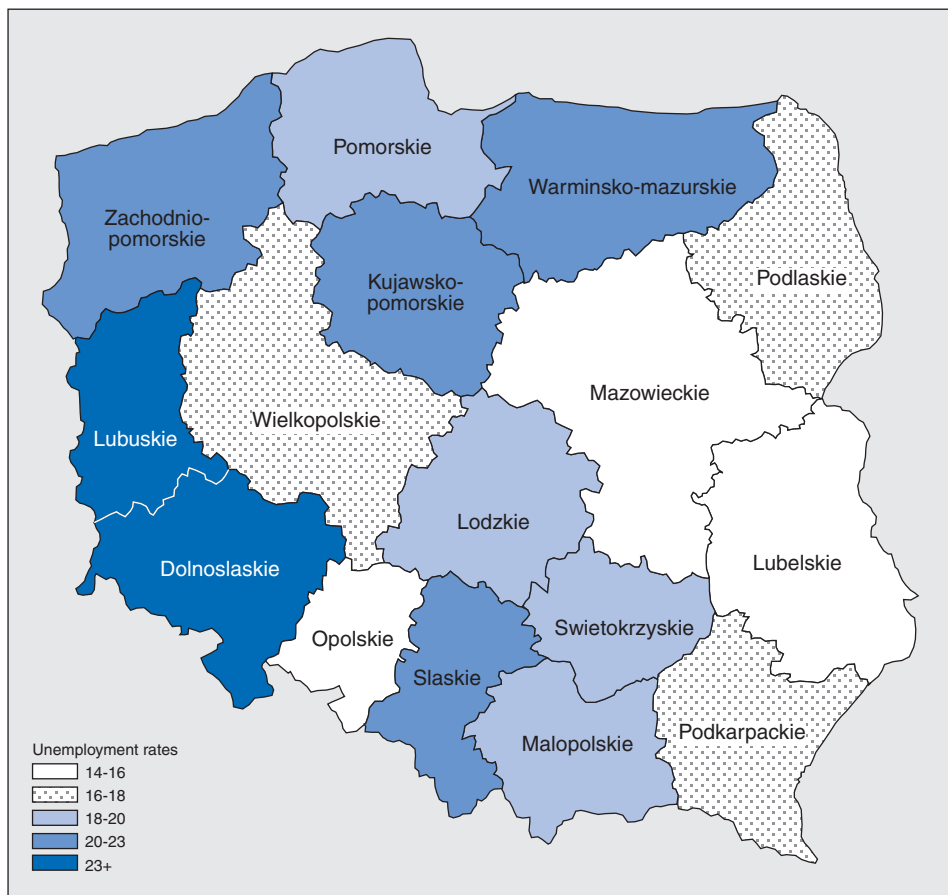 Pomorskie
Warminsko-mazurskie
Zachodnio-
pomorskie
Kujawsko-
pomorskie
Podlaskie
Mazowieckie
Wielkopolskie
Lubuskie
Lodzkie
Lubelskie
Dolnoslaskie
Swietokrzyskie
Opolskie
Slaskie
Podkarpackie
Malopolskie
Unemployment rates
14-16
16-18
18-20
20-23
23+